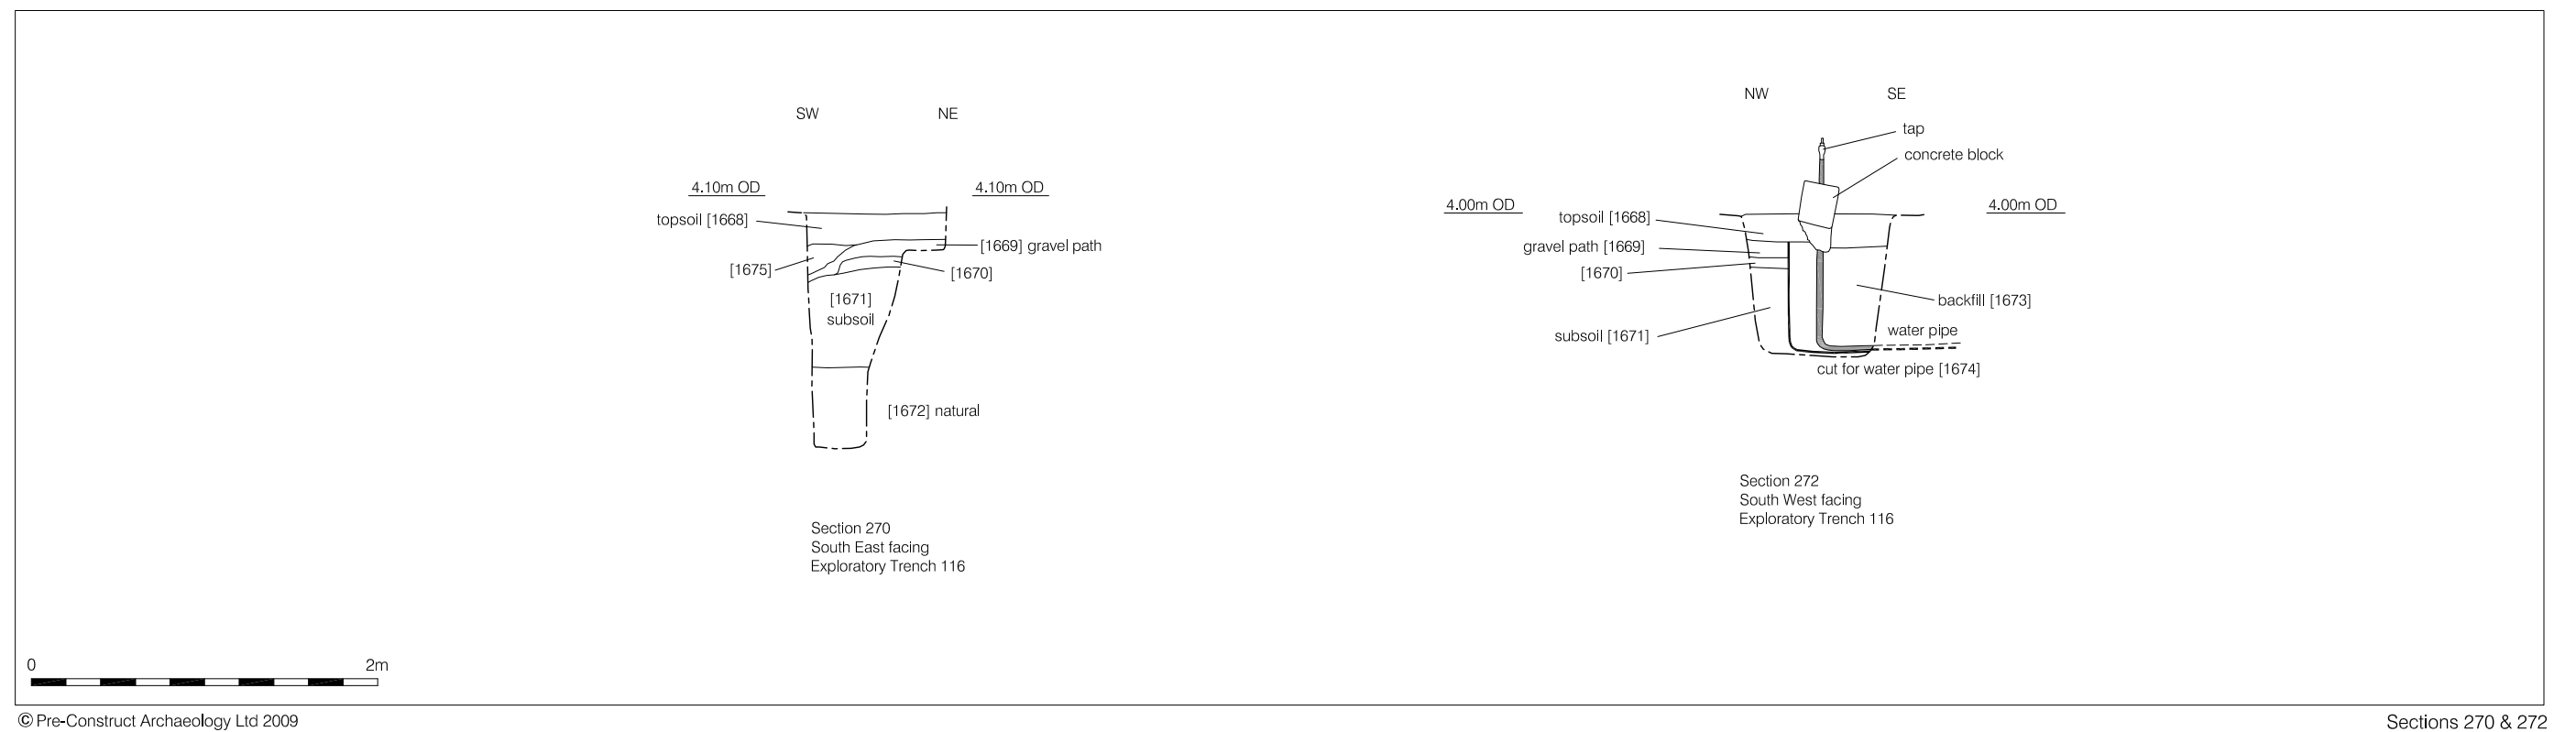 SW
NE
4.10m OD
4.10m OD
topsoil [1668]
[1669] gravel path
[1675]
[1670]
[1671]
subsoil
[1672] natural
Section 270
South East facing
Exploratory Trench 116
NW
SE
tap
concrete block
4.00m OD
4.00m OD
topsoil [1668]
gravel path [1669]
[1670]
backfill [1673]
subsoil [1671]
water pipe
cut for water pipe [1674]
Section 272
South West facing
Exploratory Trench 116
0
2m
© Pre-Construct Archaeology Ltd 2009
Sections 270 & 272